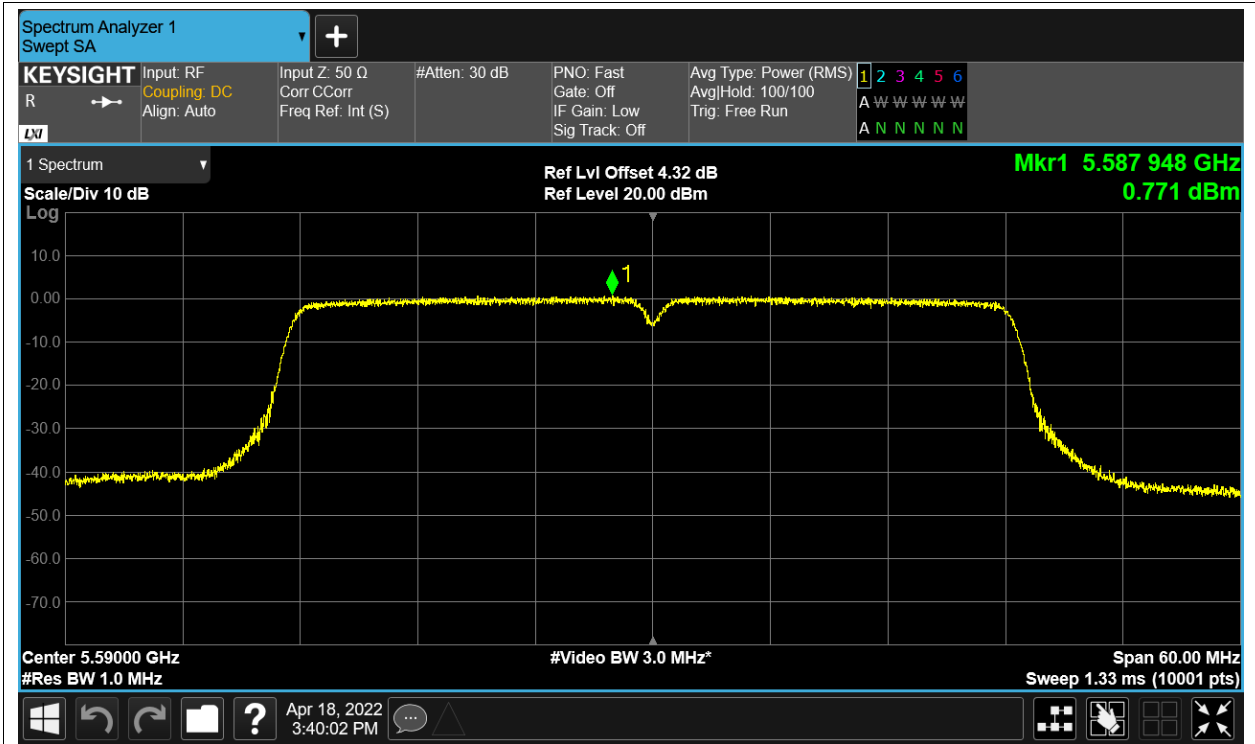 Spectrum Analyzer 1
Swept SA
KEYSIGHT
R
LXI
Input: RF
Coupling: DC
Align: Auto
Input Z: 50 Ω
Corr CCorr
Freq Ref: Int (S)
#Atten: 30 dB
PNO: Fast
Gate: Off
IF Gain: Low
Sig Track: Off
Avg Type: Power (RMS)
Avg|Hold: 100/100
Trig: Free Run
1 2 3 4 5 6
A W W W W W
A N N N N N
1 Spectrum
Scale/Div 10 dB
Log
Ref Lvl Offset 4.32 dB
Ref Level 20.00 dBm
Mkr1 5.587 948 GHz
0.771 dBm
1
10.0
0.00
-10.0
-20.0
-30.0
-40.0
-50.0
-60.0
-70.0
Center 5.59000 GHz
#Res BW 1.0 MHz
#Video BW 3.0 MHz*
Span 60.00 MHz
Sweep 1.33 ms (10001 pts)
?
Apr 18, 2022
3:40:02 PM